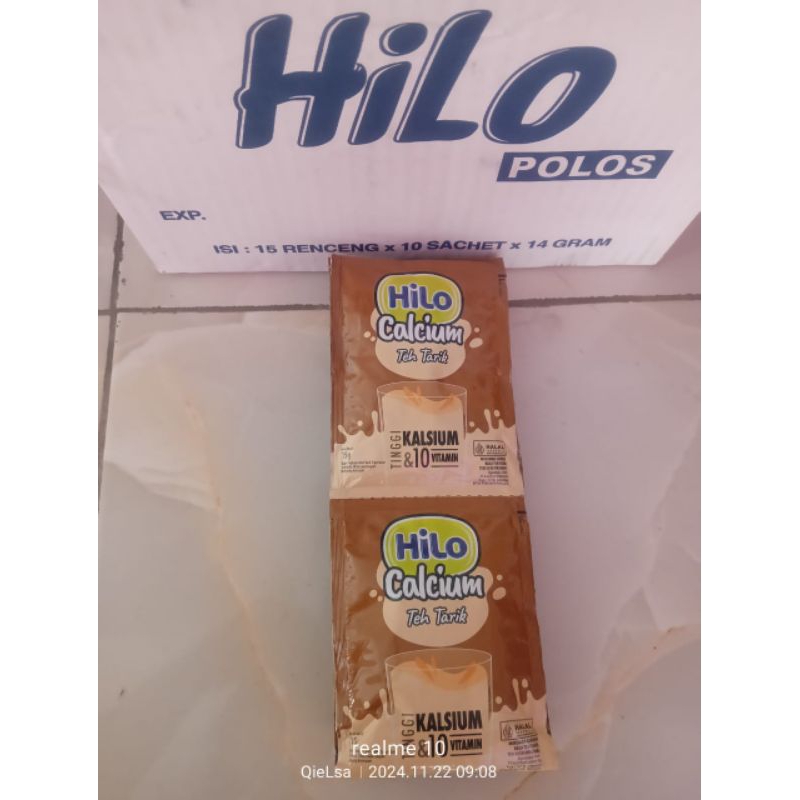 HiLo
POLOS
EXP.
ISI : 15 RENCENG x 10 SACHET x 14 GRAM
HiLo
Calcium
Teh Tarik
TINGGI
KALSIUM
&10 VITAMIN
HALAL
HiLo
Calcium
Teh Tarik
TINGGI
KALSIUM
&10 VITAMIN
HALAL
realme 10
QieLsa | 2024.11.22 09:08